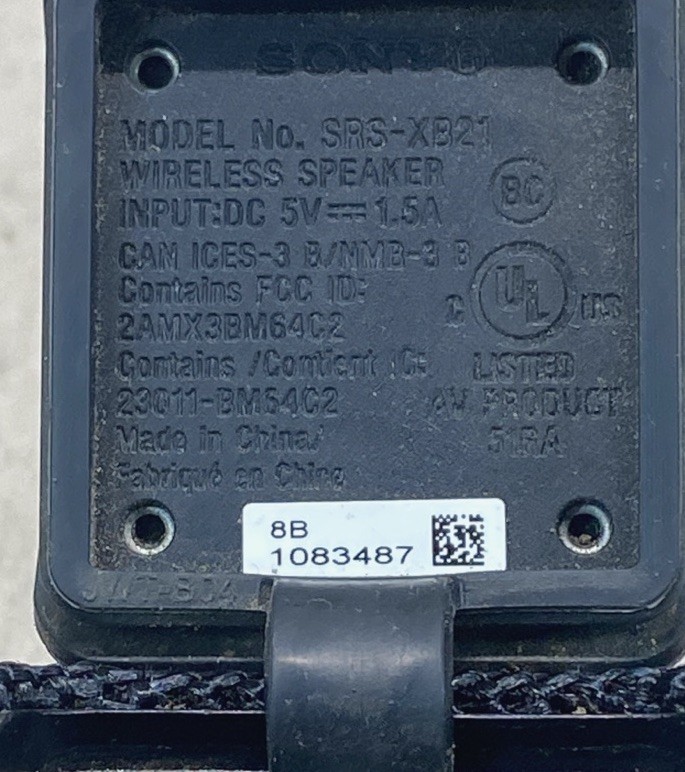 SONY
MODEL No. SRS-XB21
WIRELESS SPEAKER
INPUT:DC 5V⎓1.5A
BC
CAN ICES-3 B/NMB-3 B
Contains FCC ID:
2AMX3BM64C2
C UL US
Contains /Contient IC:
LISTED
23011-BM64C2
AV PRODUCT
Made in China/
51RA
Fabriqué en Chine
8B
1083487